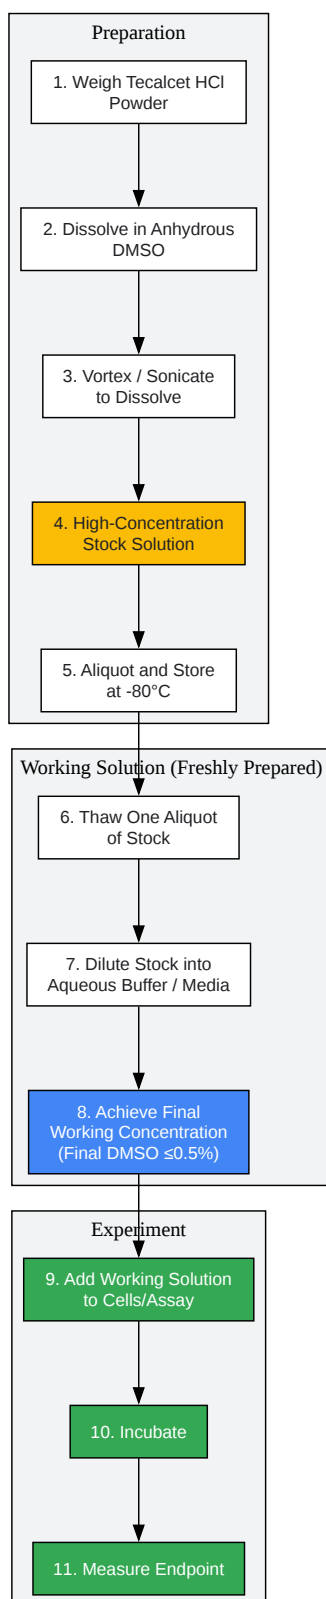 Preparation
1. Weigh Tecalcet HCl
Powder
2. Dissolve in Anhydrous
DMSO
3. Vortex / Sonicate
to Dissolve
4. High-Concentration
Stock Solution
5. Aliquot and Store
at -80°C
Working Solution (Freshly Prepared)
6. Thaw One Aliquot
of Stock
7. Dilute Stock into
Aqueous Buffer / Media
8. Achieve Final
Working Concentration
(Final DMSO ≤0.5%)
Experiment
9. Add Working Solution
to Cells/Assay
10. Incubate
11. Measure Endpoint